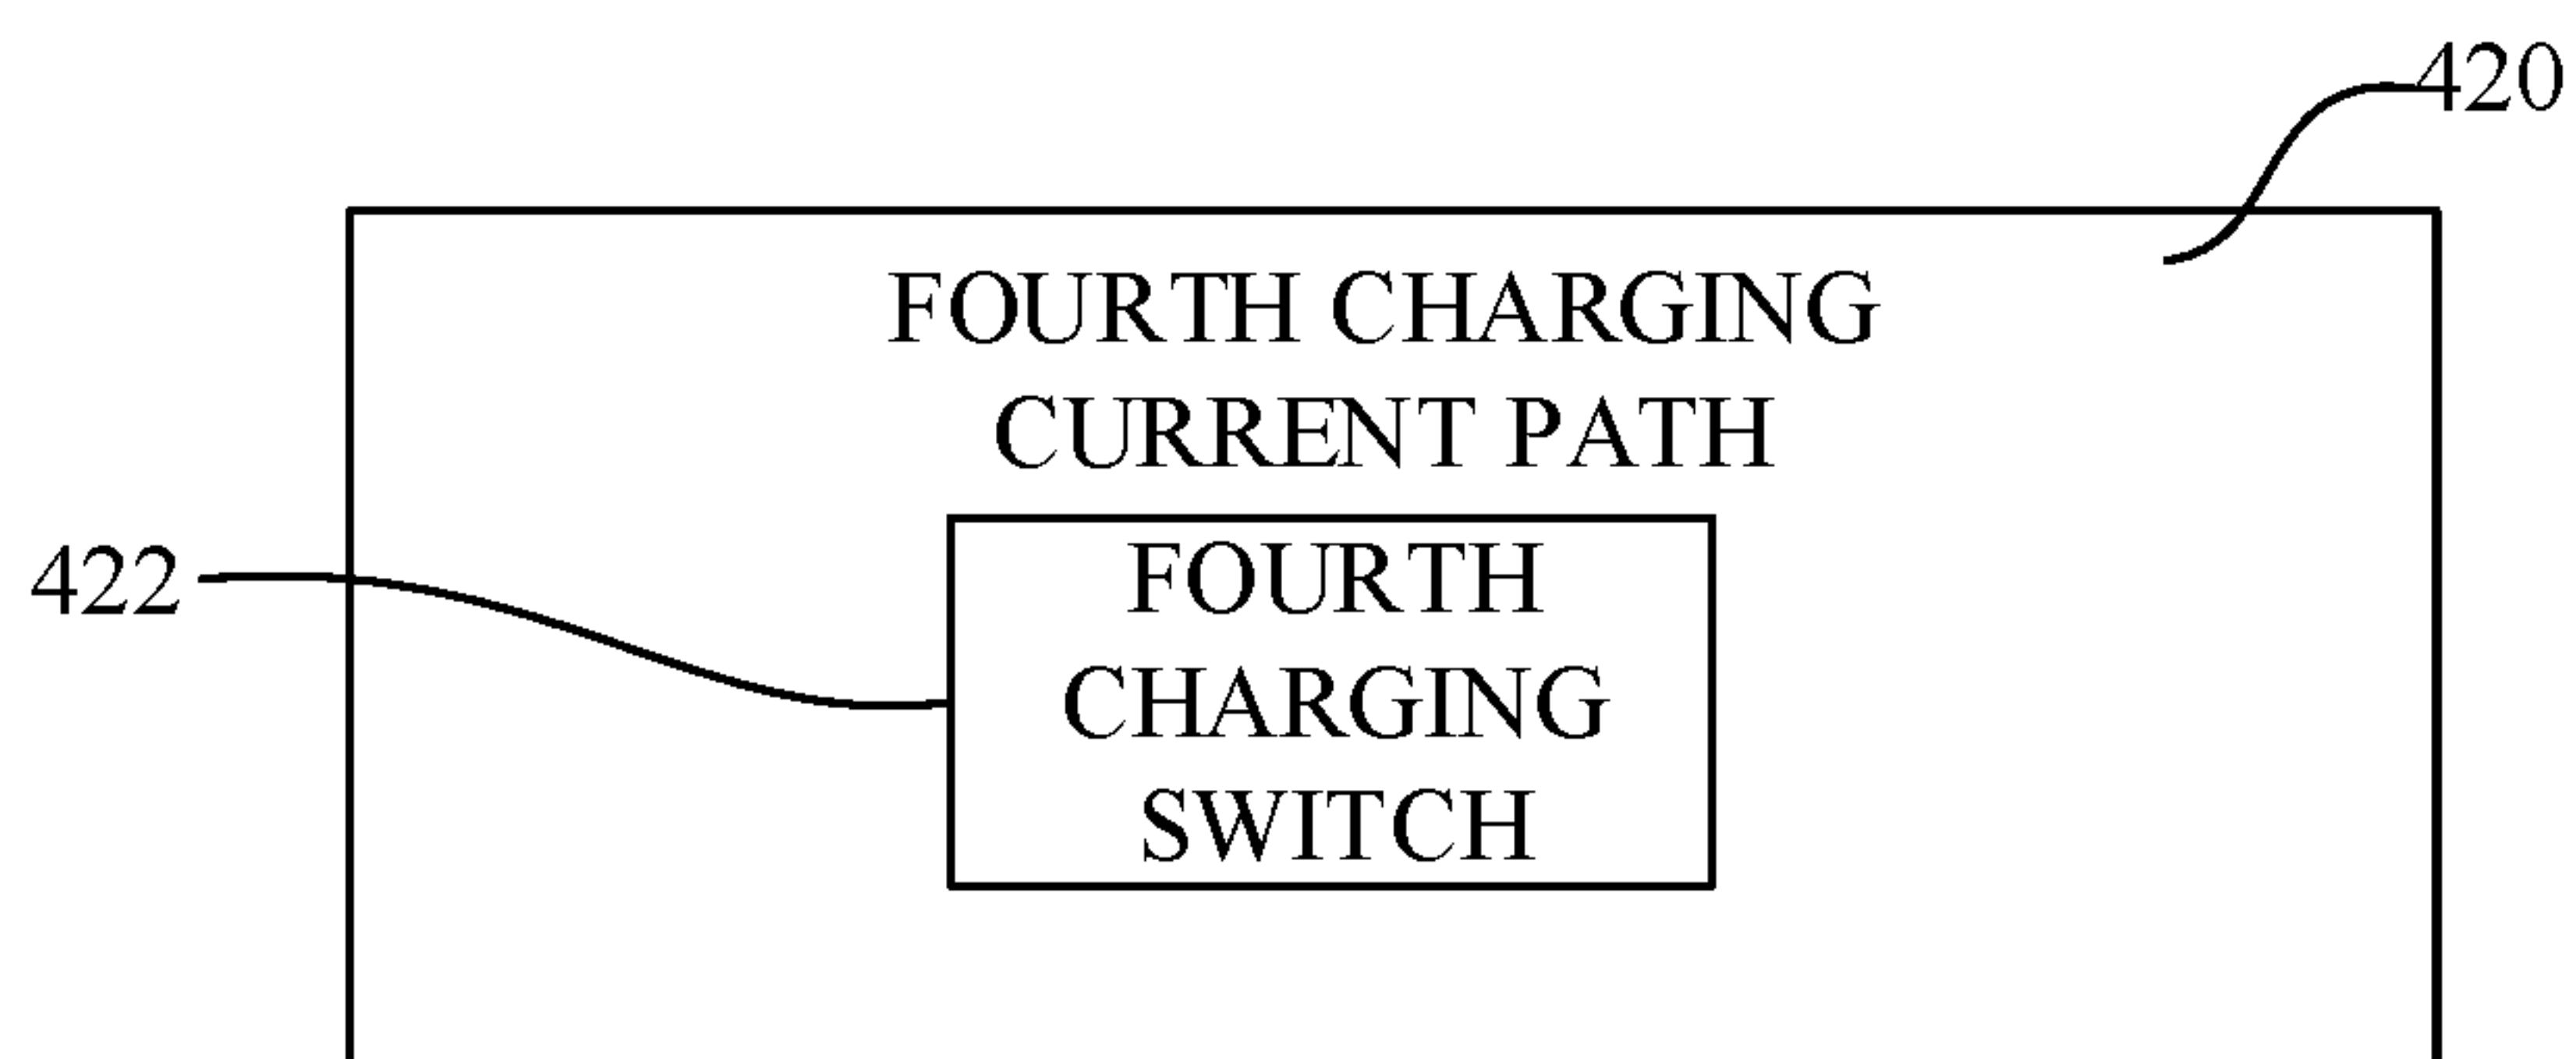 420
FOURTH CHARGING
CURRENT PATH
422
FOURTH
CHARGING
SWITCH